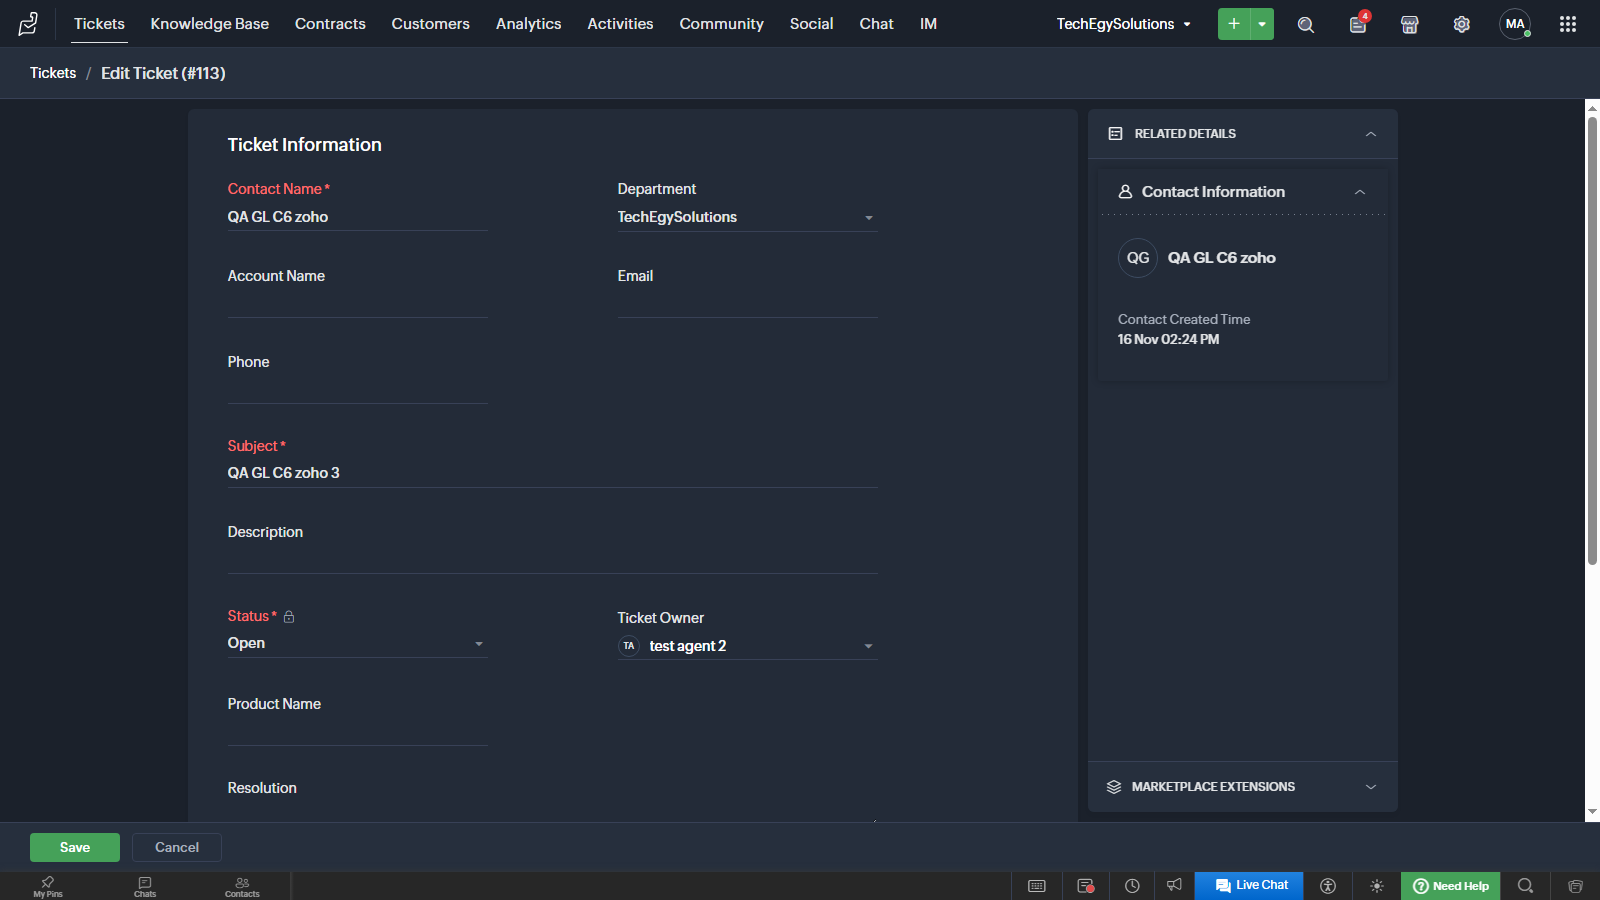 Tickets Knowledge Base Contracts Customers Analytics Activities Community Social Chat IM TechEgySolutions 4 MA
Tickets / Edit Ticket (#113)
Ticket Information
Contact Name *
QA GL C6 zoho
Department
TechEgySolutions
Account Name
Email
Phone
Subject *
QA GL C6 zoho 3
Description
Status *
Open
Ticket Owner
TA test agent 2
Product Name
Resolution
RELATED DETAILS
Contact Information
QG QA GL C6 zoho
Contact Created Time
16 Nov 02:24 PM
MARKETPLACE EXTENSIONS
Save Cancel
My Pins Chats Contacts Live Chat Need Help